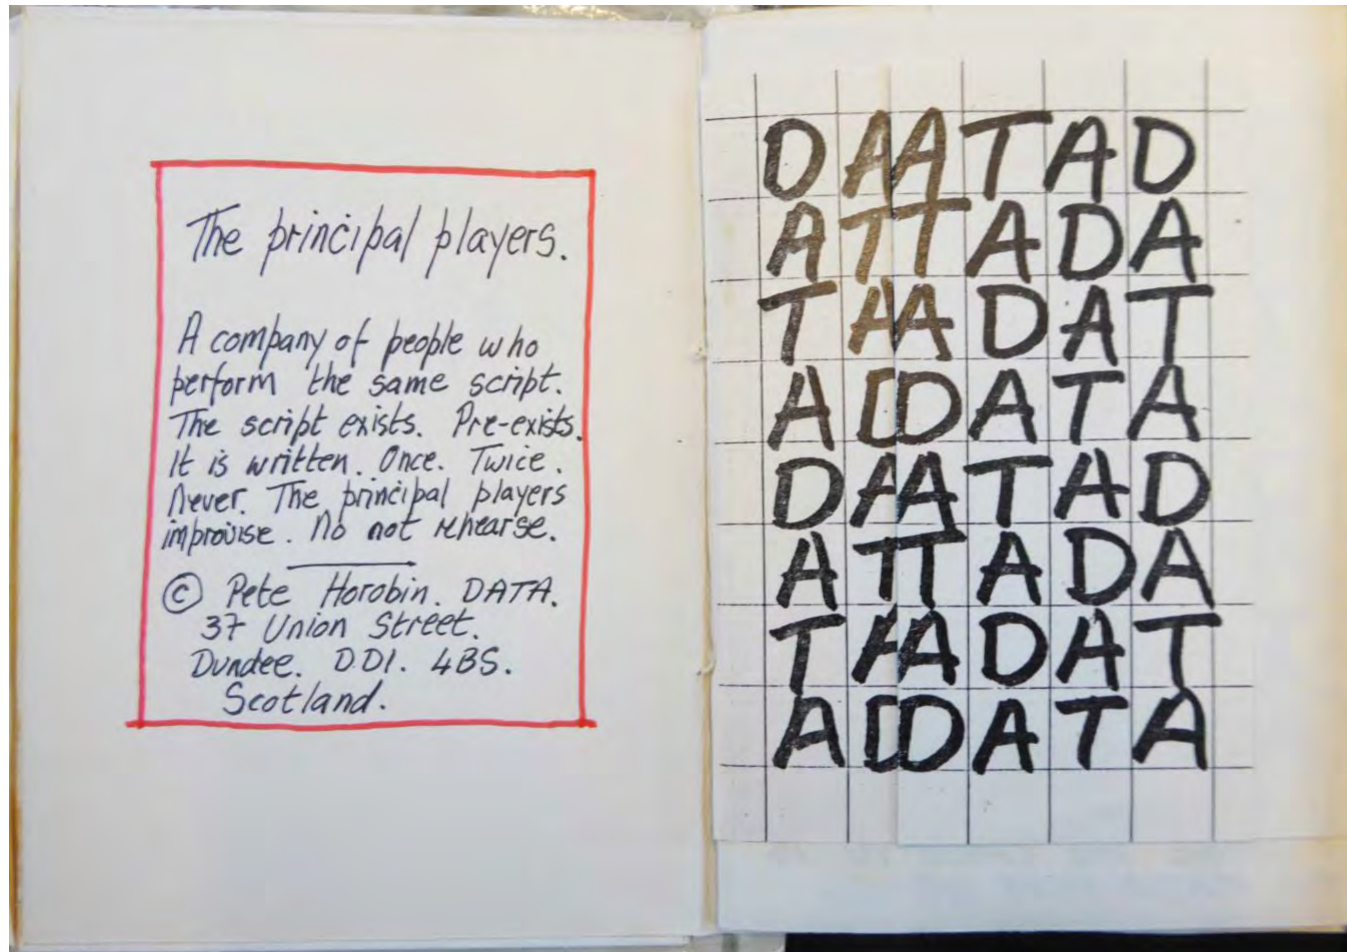 The principal players.
A company of people who
perform the same script.
The script exists. Pre-exists.
It is written. Once. Twice.
Never. The principal players
improvise. No not rehearse.
© Pete Horobin. DATA.
37 Union Street.
Dundee. DD1. 4BS.
Scotland.
DAATAD
ATTADA
TAADAT
ADDATA
DAATAD
ATTADA
TAADAT
ADDATA